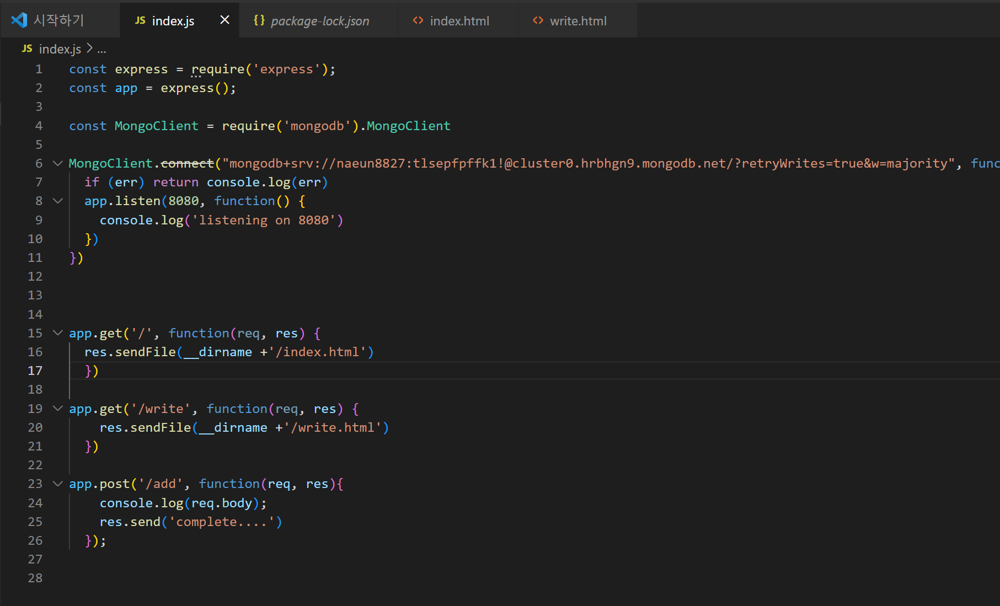 시작하기
JS index.js
{} package-lock.json
<> index.html
<> write.html
JS index.js > ...
1 const express = require('express');
2 const app = express();
3
4 const MongoClient = require('mongodb').MongoClient
5
6 MongoClient.connect("mongodb+srv://naeun8827:tlsepfpffk1!@cluster0.hrbhgn9.mongodb.net/?retryWrites=true&w=majority", func
7 if (err) return console.log(err)
8 app.listen(8080, function() {
9 console.log('listening on 8080')
10 })
11 })
12
13
14
15 app.get('/', function(req, res) {
16 res.sendFile(__dirname +'/index.html')
17 })
18
19 app.get('/write', function(req, res) {
20 res.sendFile(__dirname +'/write.html')
21 })
22
23 app.post('/add', function(req, res){
24 console.log(req.body);
25 res.send('complete....')
26 });
27
28